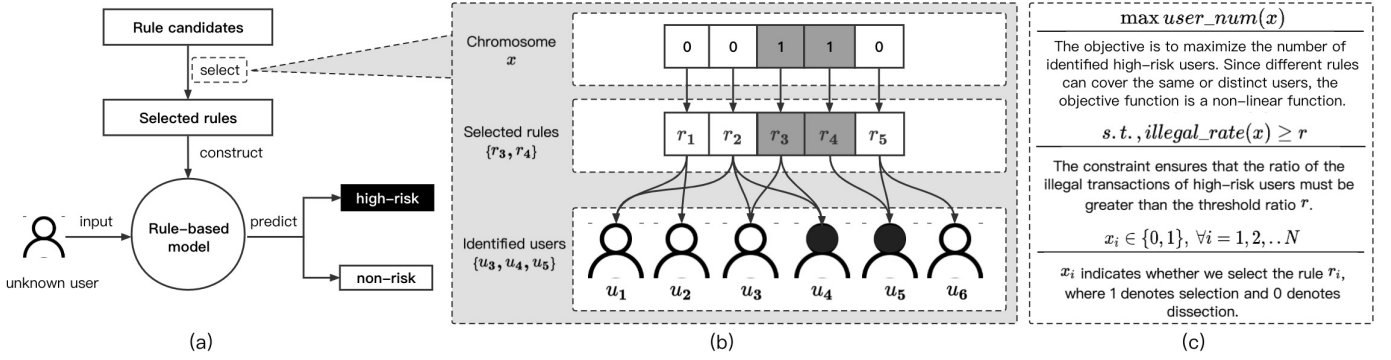 Rule candidates
select
Selected rules
construct
input
Rule-based
model
predict
high-risk
non-risk
unknown user
(a)
Chromosome
x
0 0 1 1 0
Selected rules
{r₃, r₄}
r₁ r₂ r₃ r₄ r₅
Identified users
{u₃, u₄, u₅}
u₁ u₂ u₃ u₄ u₅ u₆
(b)
max user_num(x)
The objective is to maximize the number of
identified high-risk users. Since different rules
can cover the same or distinct users, the
objective function is a non-linear function.
s.t., illegal_rate(x) ≥ r
The constraint ensures that the ratio of the
illegal transactions of high-risk users must be
greater than the threshold ratio r.
xᵢ ∈ {0, 1}, ∀i = 1, 2, . . N
xᵢ indicates whether we select the rule rᵢ,
where 1 denotes selection and 0 denotes
dissection.
(c)